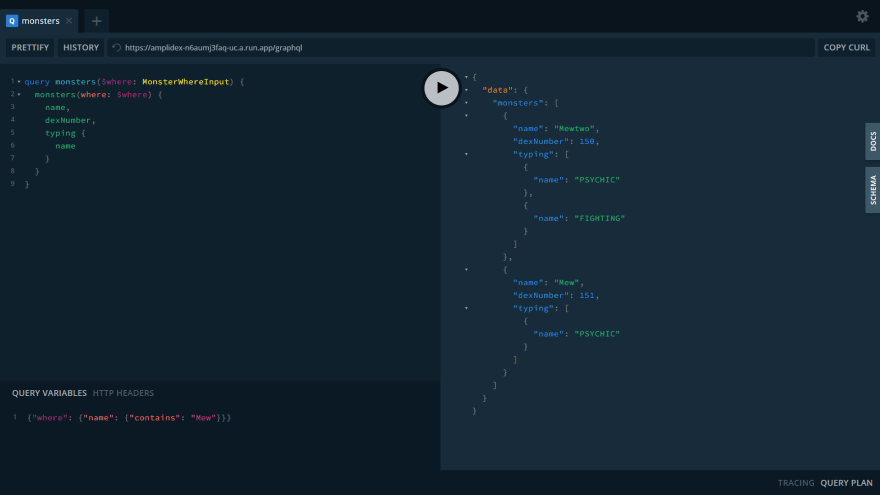 Q monsters × +
PRETTIFY HISTORY https://amplidex-n6aumj3faq-uc.a.run.app/graphql COPY CURL
1 query monsters($where: MonsterWhereInput) {
2 monsters(where: $where) {
3 name,
4 dexNumber,
5 typing {
6 name
7 }
8 }
9 }
QUERY VARIABLES HTTP HEADERS
1 {"where": {"name": {"contains": "Mew"}}}
{
"data": {
"monsters": [
{
"name": "Mewtwo",
"dexNumber": 150,
"typing": [
{
"name": "PSYCHIC"
},
{
"name": "FIGHTING"
}
]
},
{
"name": "Mew",
"dexNumber": 151,
"typing": [
{
"name": "PSYCHIC"
}
]
}
]
}
}
DOCS
SCHEMA
TRACING QUERY PLAN